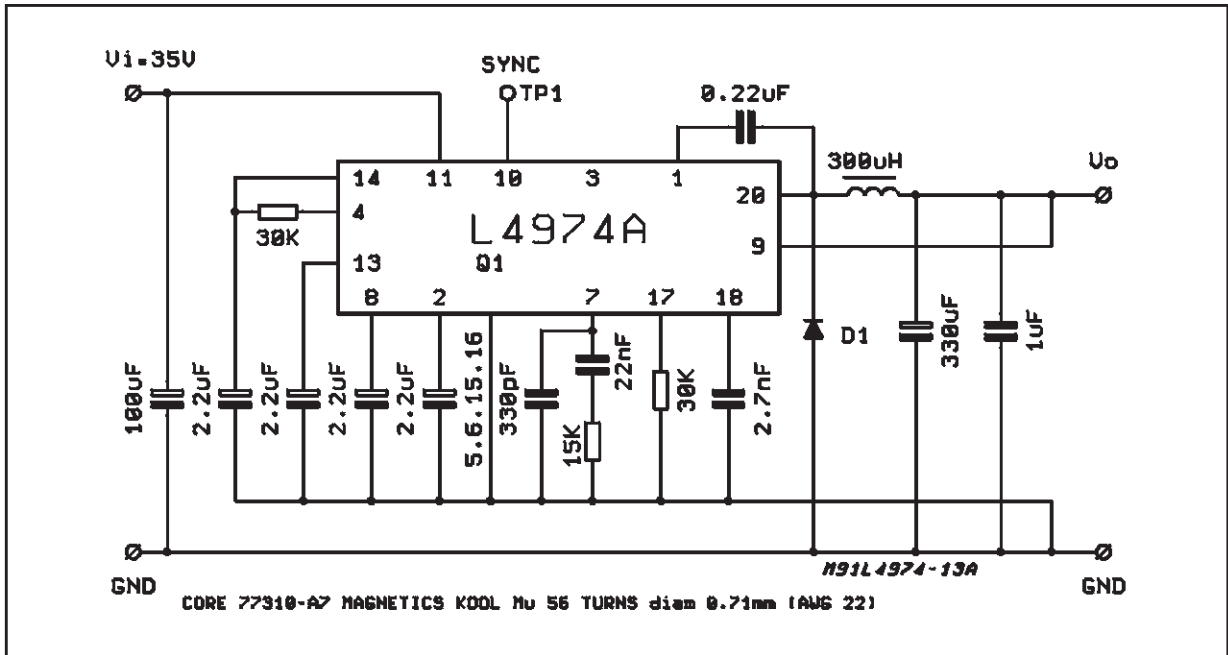 Vi=35V
SYNC
TP1
0.22uF
300uH
Vo
14
11
10
3
1
20
4
30K
L4974A
9
13
Q1
8
2
7
17
18
100uF
2.2uF
2.2uF
2.2uF
2.2uF
5.6.15.16
330pF
22nF
15K
30K
2.7nF
D1
330uF
1uF
M91L4974-13A
GND
GND
CORE 77310-A7 MAGNETICS KOOL Mu 56 TURNS diam 0.71mm (AWG 22)